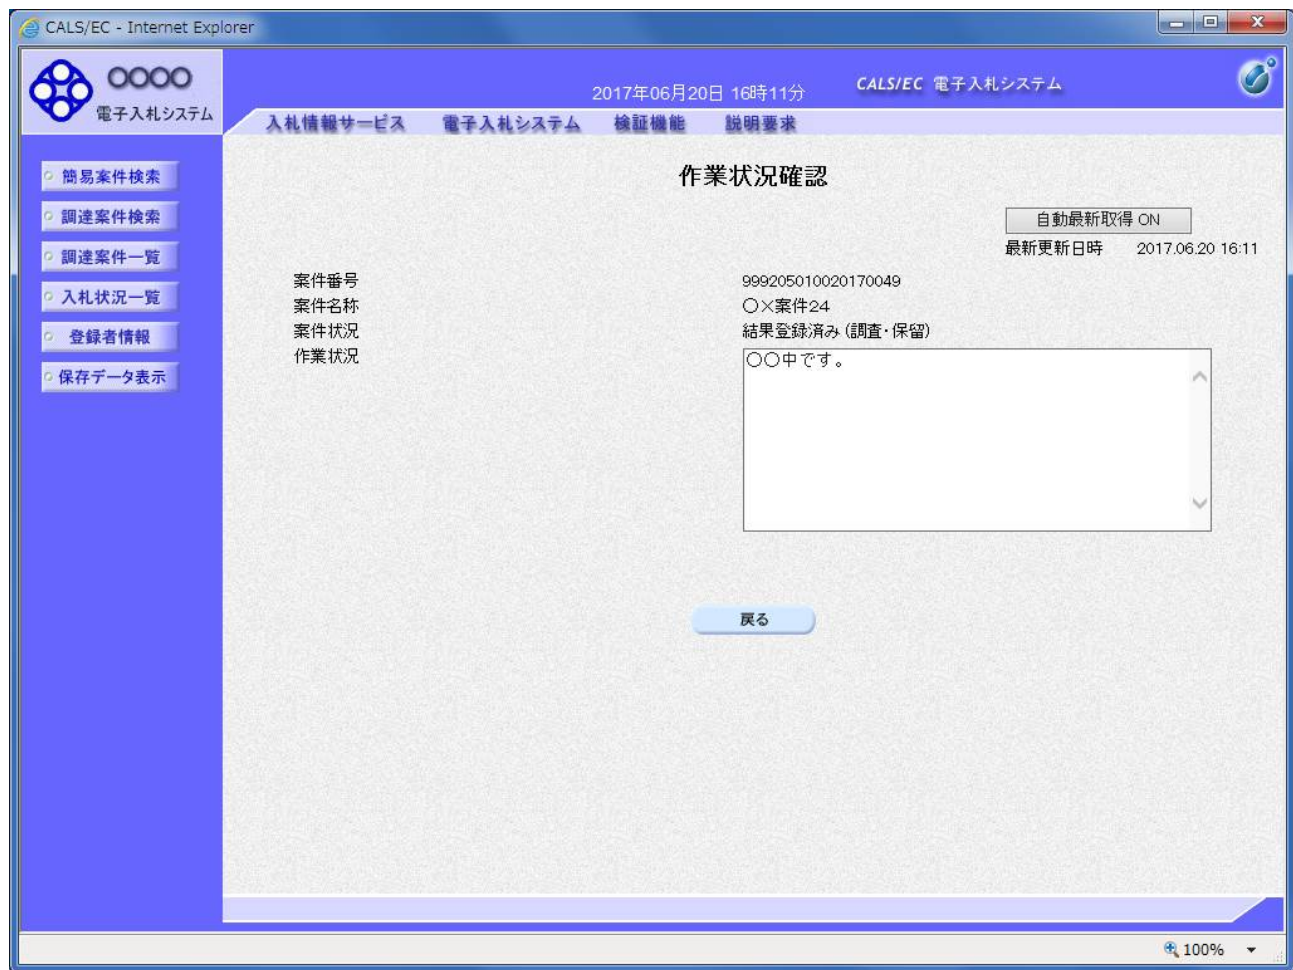 CALS/EC - Internet Explorer
〇〇〇〇
電子入札システム
2017年06月20日 16時11分
CALS/EC 電子入札システム
入札情報サービス 電子入札システム 検証機能 説明要求
簡易案件検索
調達案件検索
調達案件一覧
入札状況一覧
登録者情報
保存データ表示
作業状況確認
自動最新取得 ON
最新更新日時 2017.06.20 16:11
案件番号 9992050100201​70049
案件名称 〇×案件24
案件状況 結果登録済み (調査・保留)
作業状況 〇〇中です。
戻る
100%